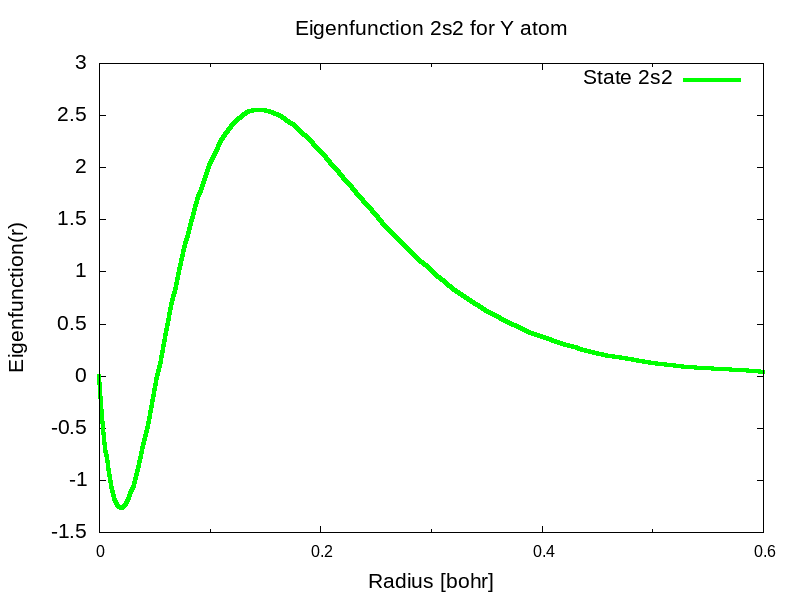 Eigenfunction 2s2 for Y atom
State 2s2
3
2.5
2
1.5
1
0.5
0
-0.5
-1
-1.5
Eigenfunction(r)
0 0.2 0.4 0.6
Radius [bohr]